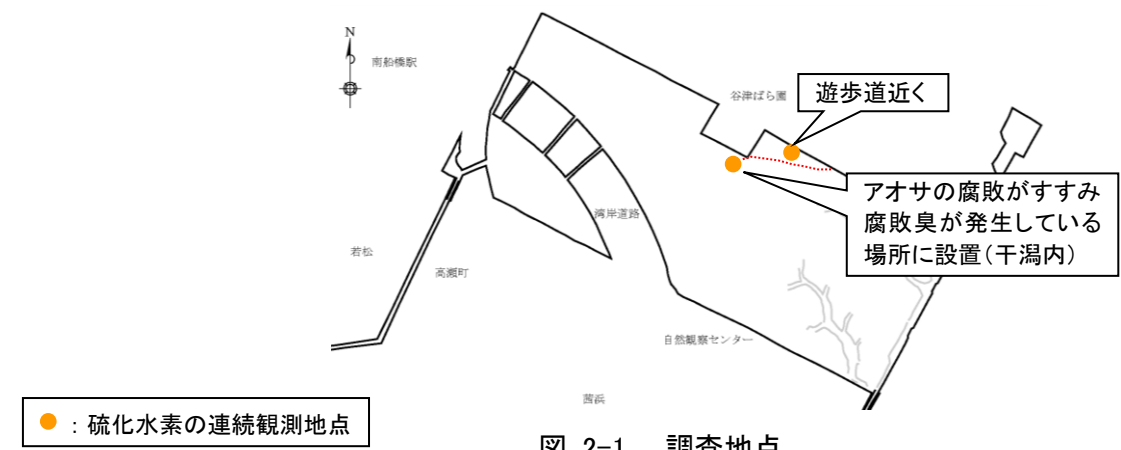 N
南船橋駅
谷津ばら園
遊歩道近く
アオサの腐敗がすすみ
腐敗臭が発生している
場所に設置(干潟内)
湾岸道路
若松
高瀬町
自然観察センター
茜浜
:硫化水素の連続観測地点
図 2-1 調査地点